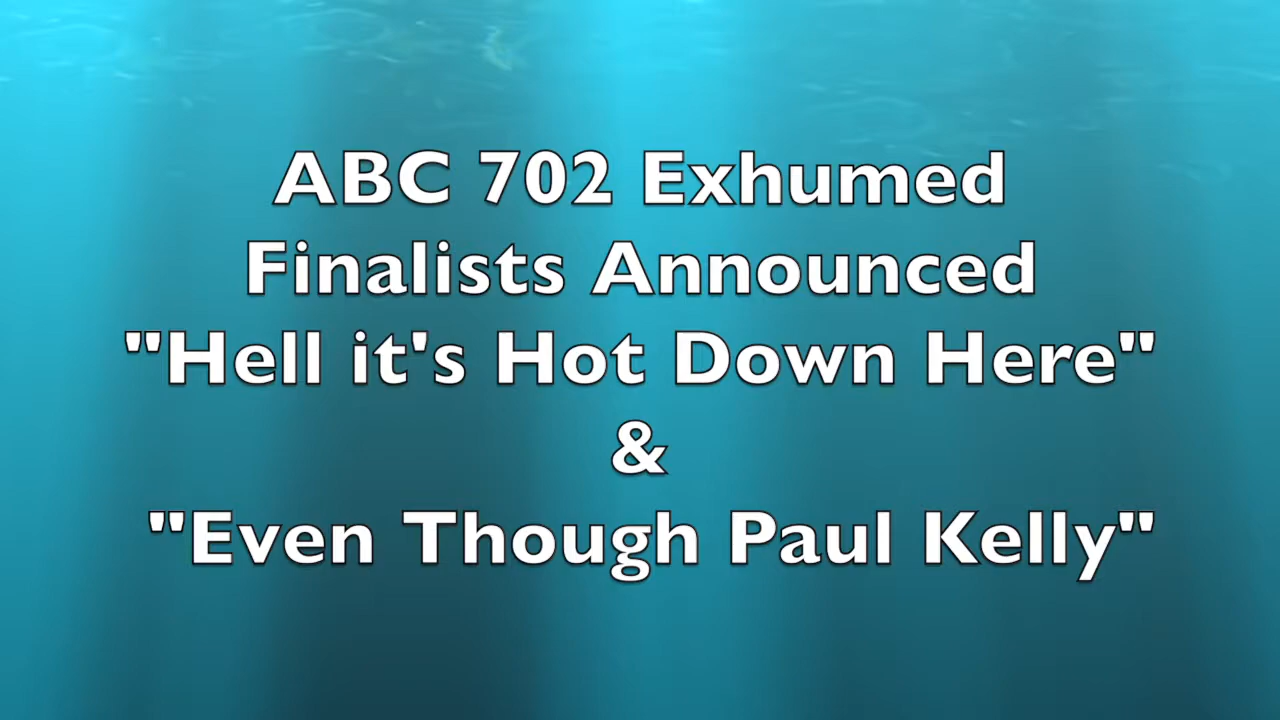 ABC 702 Exhumed
Finalists Announced
"Hell it's Hot Down Here"
&
"Even Though Paul Kelly"